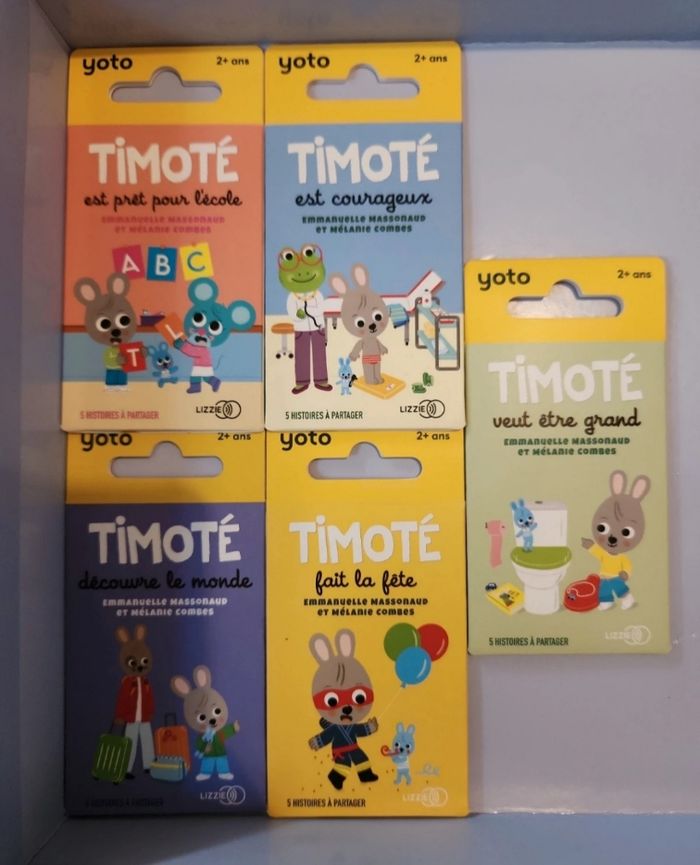 yoto 2+ ans
TiMOTÉ
est prêt pour l'école
EMMANUELLE MASSONAUD
ET MÉLANIE COMBES
A B C
T L
5 HISTOIRES À PARTAGER LIZZIE
yoto 2+ ans
TiMOTÉ
est courageux
EMMANUELLE MASSONAUD
ET MÉLANIE COMBES
5 HISTOIRES À PARTAGER LIZZIE
yoto 2+ ans
TiMOTÉ
veut être grand
EMMANUELLE MASSONAUD
ET MÉLANIE COMBES
5 HISTOIRES À PARTAGER LIZZIE
yoto 2+ ans
TiMOTÉ
découvre le monde
EMMANUELLE MASSONAUD
ET MÉLANIE COMBES
5 HISTOIRES À PARTAGER LIZZIE
yoto 2+ ans
TiMOTÉ
fait la fête
EMMANUELLE MASSONAUD
ET MÉLANIE COMBES
5 HISTOIRES À PARTAGER LIZZIE